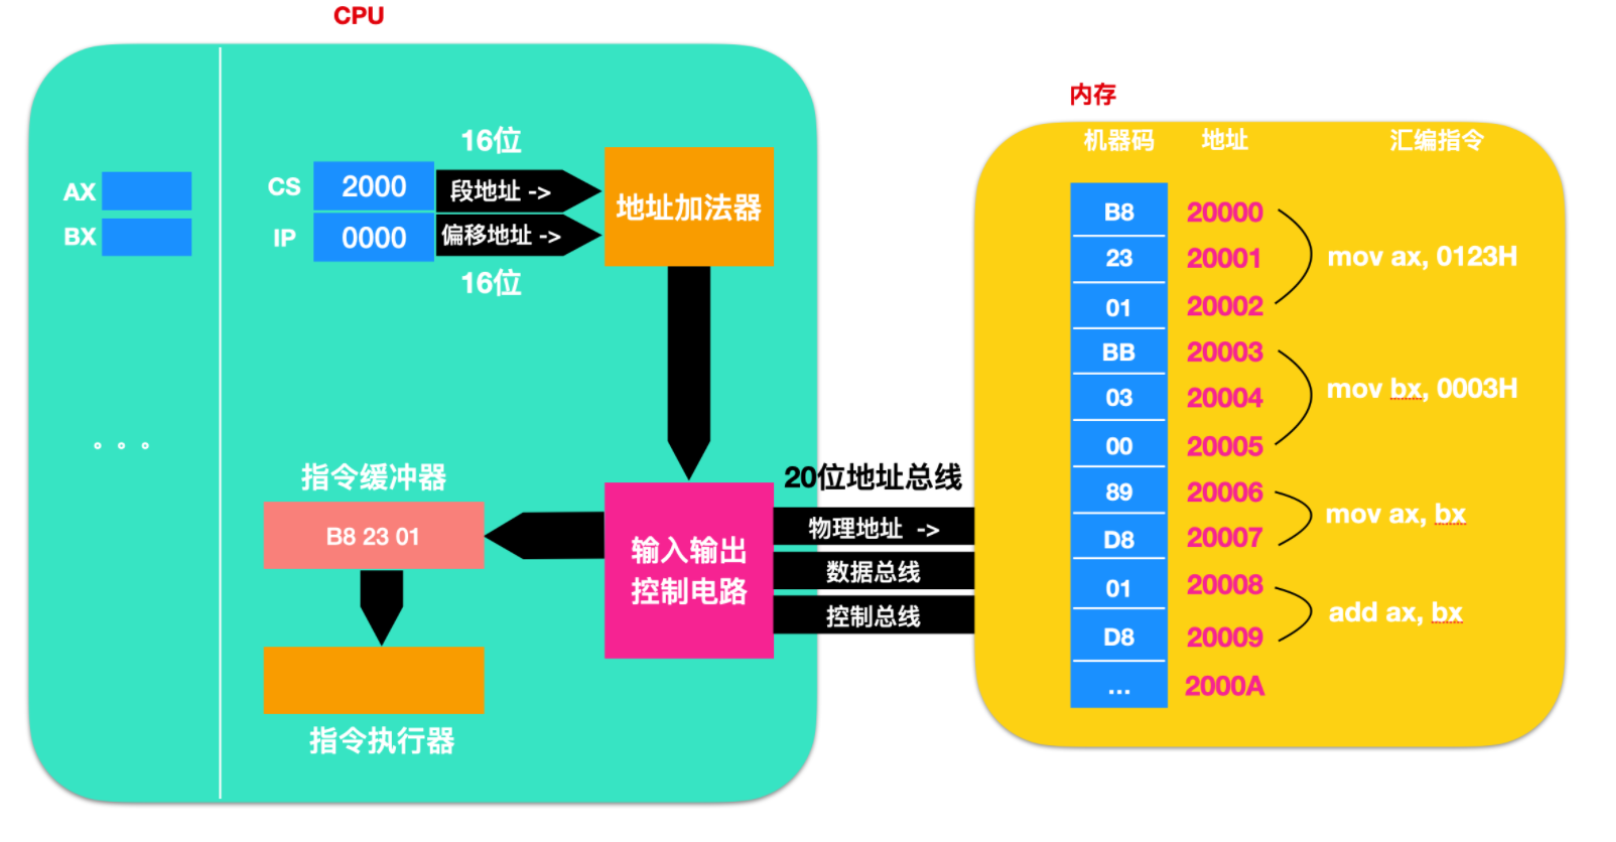 CPU
16位
AX
BX
CS
2000
段地址 ->
IP
0000
偏移地址 ->
16位
地址加法器
。。。
指令缓冲器
B8 23 01
指令执行器
输入输出
控制电路
20位地址总线
物理地址 ->
数据总线
控制总线
内存
机器码 地址 汇编指令
B8 20000
23 20001 mov ax, 0123H
01 20002
BB 20003
03 20004 mov bx, 0003H
00 20005
89 20006
mov ax, bx
D8 20007
01 20008
add ax, bx
D8 20009
... 2000A